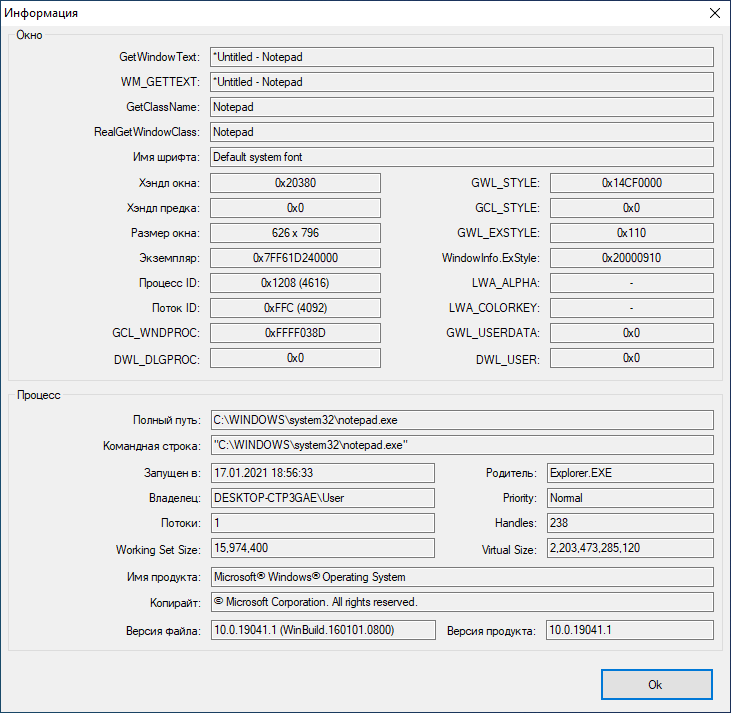 Информация
Окно
GetWindowText: *Untitled - Notepad
WM_GETTEXT: *Untitled - Notepad
GetClassName: Notepad
RealGetWindowClass: Notepad
Имя шрифта: Default system font
Хэндл окна: 0x20380 GWL_STYLE: 0x14CF0000
Хэндл предка: 0x0 GCL_STYLE: 0x0
Размер окна: 626 x 796 GWL_EXSTYLE: 0x110
Экземпляр: 0x7FF61D240000 WindowInfo.ExStyle: 0x20000910
Процесс ID: 0x1208 (4616) LWA_ALPHA: -
Поток ID: 0xFFC (4092) LWA_COLORKEY: -
GCL_WNDPROC: 0xFFFF038D GWL_USERDATA: 0x0
DWL_DLGPROC: 0x0 DWL_USER: 0x0
Процесс
Полный путь: C:\WINDOWS\system32\notepad.exe
Командная строка: "C:\WINDOWS\system32\notepad.exe"
Запущен в: 17.01.2021 18:56:33 Родитель: Explorer.EXE
Владелец: DESKTOP-CTP3GAE\User Priority: Normal
Потоки: 1 Handles: 238
Working Set Size: 15,974,400 Virtual Size: 2,203,473,285,120
Имя продукта: Microsoft® Windows® Operating System
Копирайт: © Microsoft Corporation. All rights reserved.
Версия файла: 10.0.19041.1 (WinBuild.160101.0800) Версия продукта: 10.0.19041.1
Ok